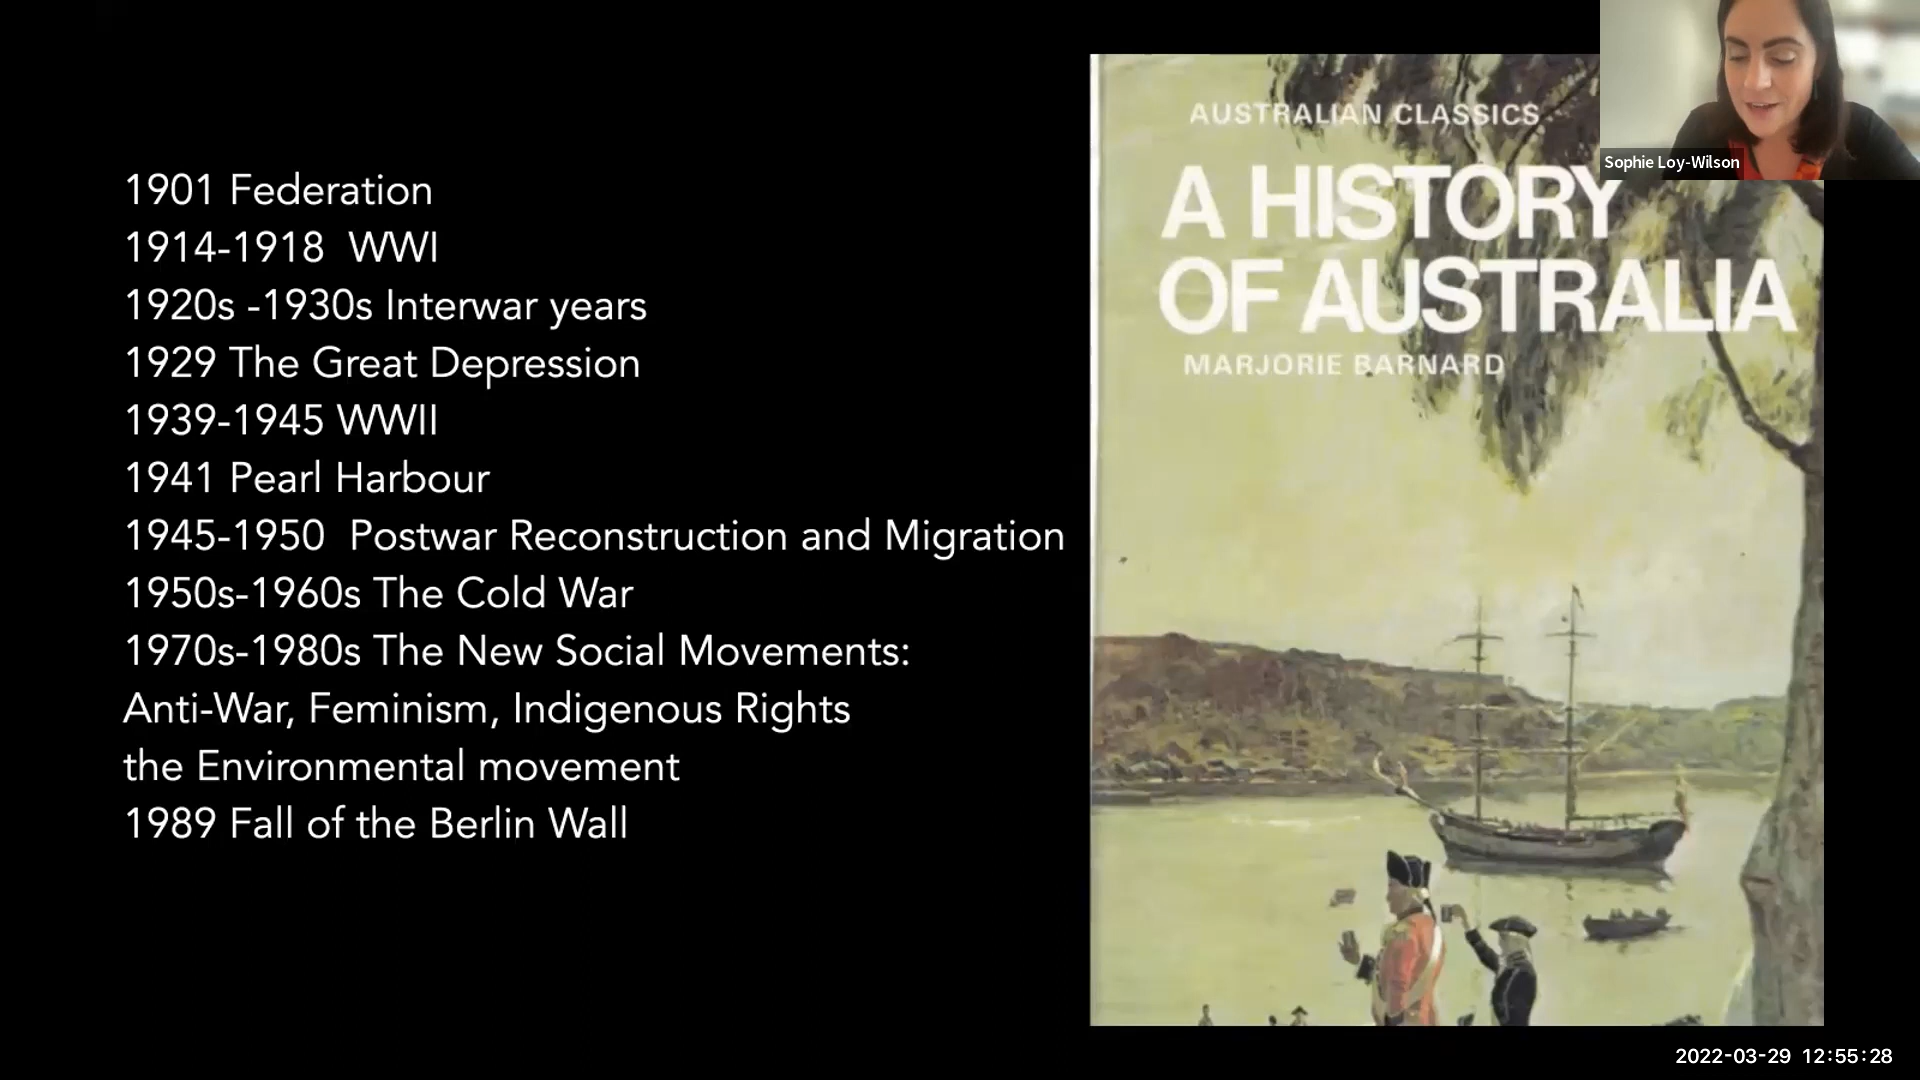 1901 Federation
1914-1918  WWI
1920s -1930s Interwar years
1929 The Great Depression
1939-1945 WWII
1941 Pearl Harbour
1945-1950  Postwar Reconstruction and Migration
1950s-1960s The Cold War
1970s-1980s The New Social Movements:
Anti-War, Feminism, Indigenous Rights
the Environmental movement
1989 Fall of the Berlin Wall
AUSTRALIAN CLASSICS
A HISTORY
OF AUSTRALIA
MARJORIE BARNARD
Sophie Loy-Wilson
2022-03-29 12:55:28